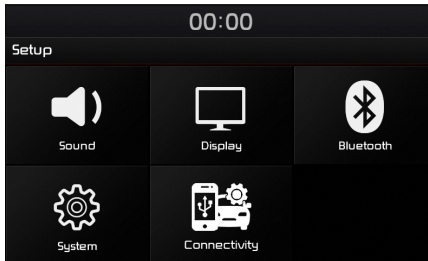 00:00
Setup
Sound
Display
Bluetooth
System
Connectivity